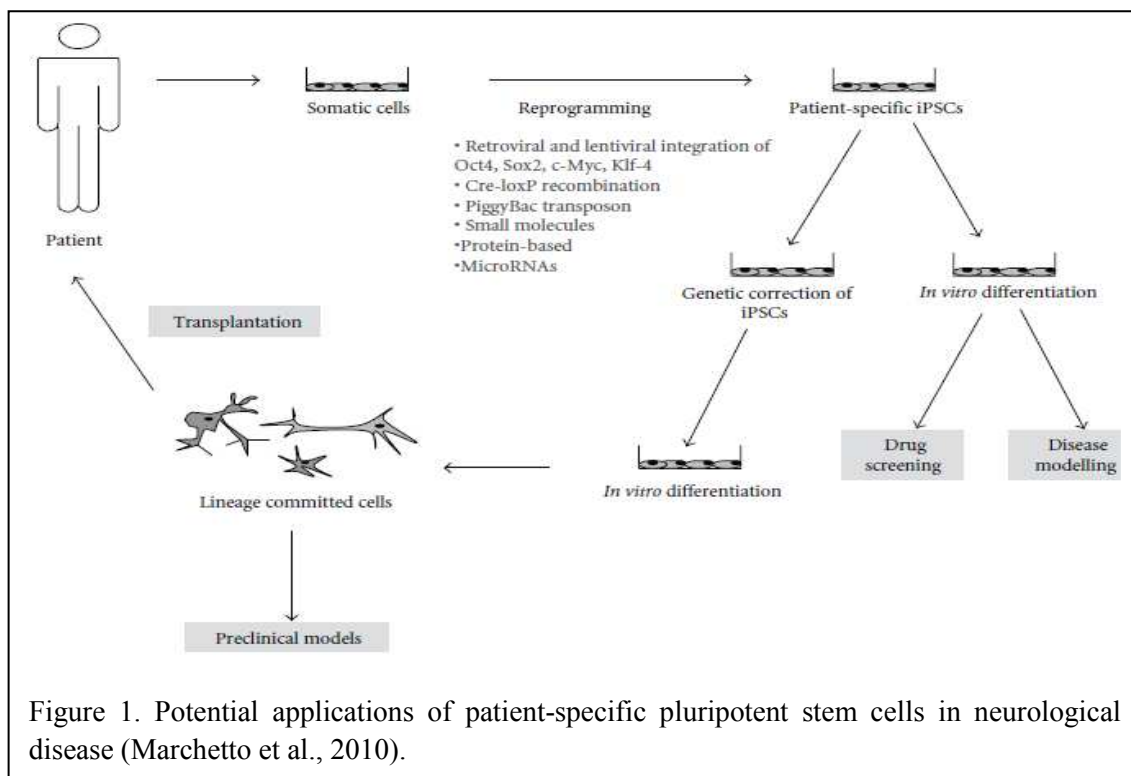 Somatic cells
Reprogramming
Patient-specific iPSCs
• Retroviral and lentiviral integration of
Oct4, Sox2, c-Myc, Klf-4
• Cre-loxP recombination
• PiggyBac transposon
• Small molecules
•Protein-based
•MicroRNAs
Patient
Genetic correction of
iPSCs
In vitro differentiation
Transplantation
Drug
screening
Disease
modelling
In vitro differentiation
Lineage committed cells
Preclinical models
Figure 1. Potential applications of patient-specific pluripotent stem cells in neurological
disease (Marchetto et al., 2010).